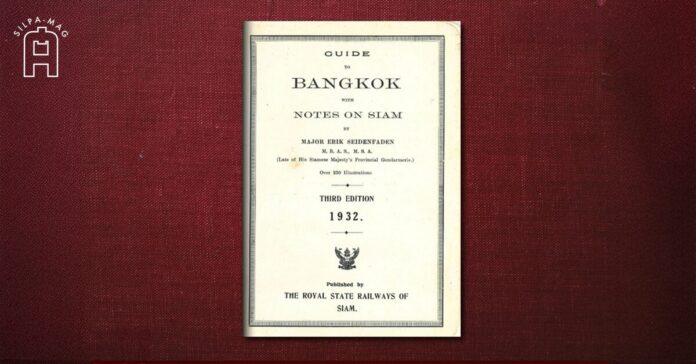 SILPA-MAG
GUIDE
TO
BANGKOK
WITH
NOTES ON SIAM
BY
MAJOR ERIK SEIDENFADEN
M. R. A. S., M. S. A.
(Late of His Siamese Majesty's Provincial Gendarmerie.)
Over 250 Illustrations
THIRD EDITION
1932.
Published by
THE ROYAL STATE RAILWAYS OF
SIAM.